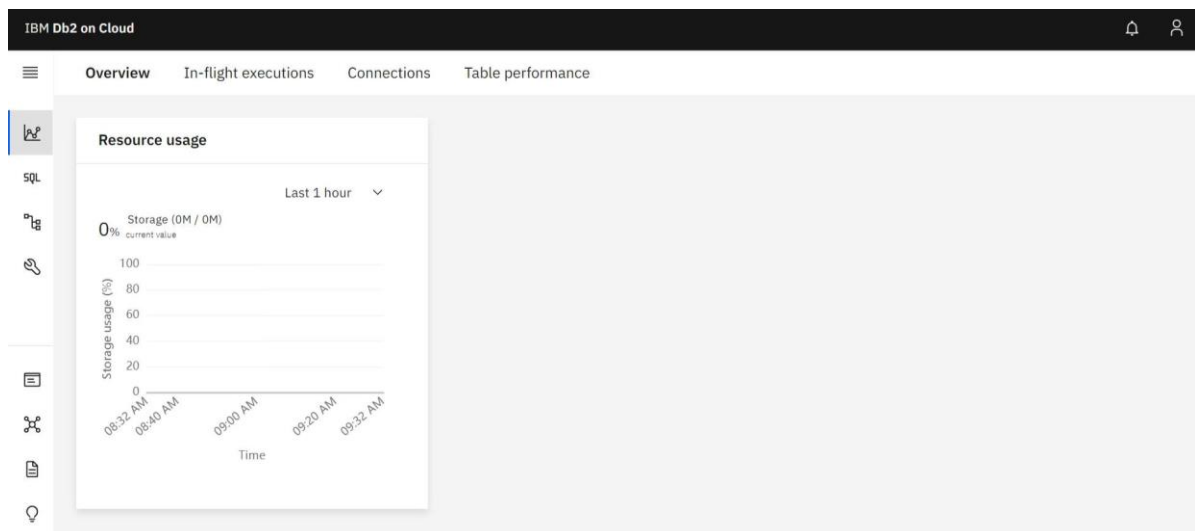 IBM Db2 on Cloud
Overview In-flight executions Connections Table performance
Resource usage
SQL
Last 1 hour
0% Storage (0M / 0M)
current value
Storage usage (%)
100
80
60
40
20
0
08:32 AM 08:40 AM 09:00 AM 09:20 AM 09:32 AM
Time